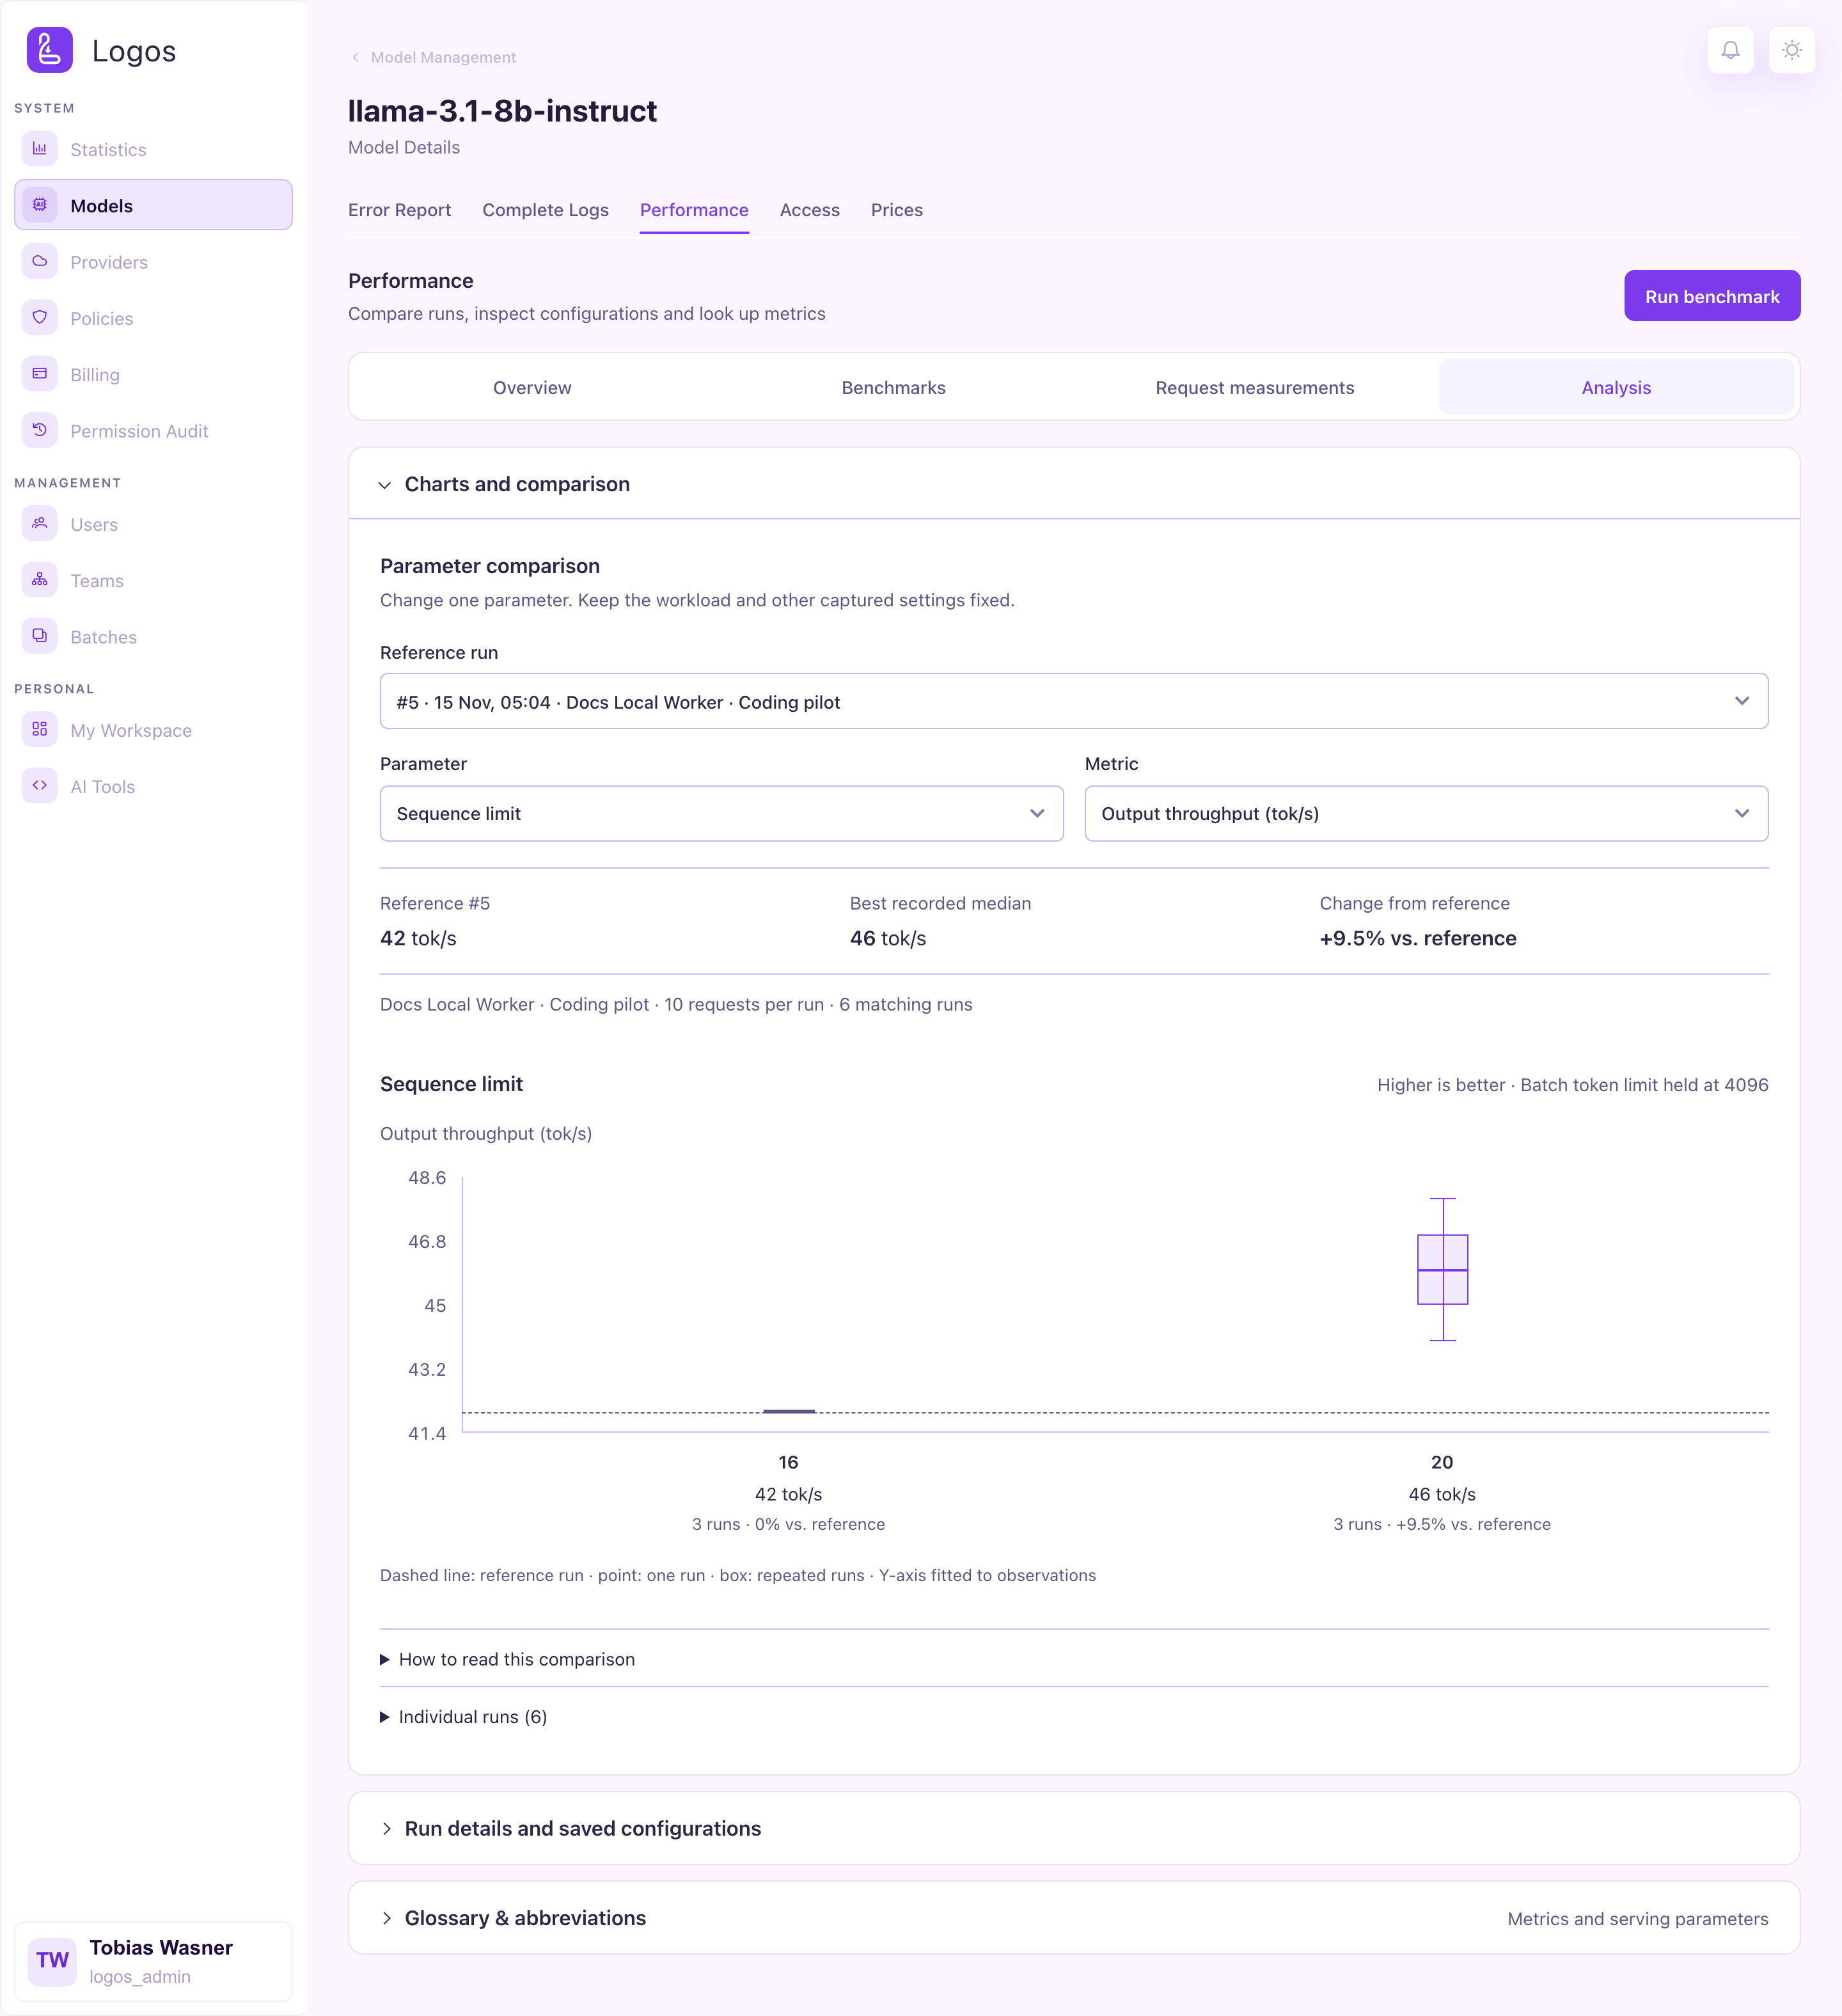 Logos
SYSTEM
Statistics
Models
Providers
Policies
Billing
Permission Audit
MANAGEMENT
Users
Teams
Batches
PERSONAL
My Workspace
AI Tools
TW
Tobias Wasner
logos_admin
Model Management
llama-3.1-8b-instruct
Model Details
Error Report Complete Logs Performance Access Prices
Performance
Compare runs, inspect configurations and look up metrics
Run benchmark
Overview Benchmarks Request measurements Analysis
Charts and comparison
Parameter comparison
Change one parameter. Keep the workload and other captured settings fixed.
Reference run
#5 · 15 Nov, 05:04 · Docs Local Worker · Coding pilot
Parameter Metric
Sequence limit Output throughput (tok/s)
Reference #5 Best recorded median Change from reference
42 tok/s 46 tok/s +9.5% vs. reference
Docs Local Worker · Coding pilot · 10 requests per run · 6 matching runs
Sequence limit Higher is better · Batch token limit held at 4096
Output throughput (tok/s)
48.6
46.8
45
43.2
41.4
16 20
42 tok/s 46 tok/s
3 runs · 0% vs. reference 3 runs · +9.5% vs. reference
Dashed line: reference run · point: one run · box: repeated runs · Y-axis fitted to observations
How to read this comparison
Individual runs (6)
Run details and saved configurations
Glossary & abbreviations Metrics and serving parameters